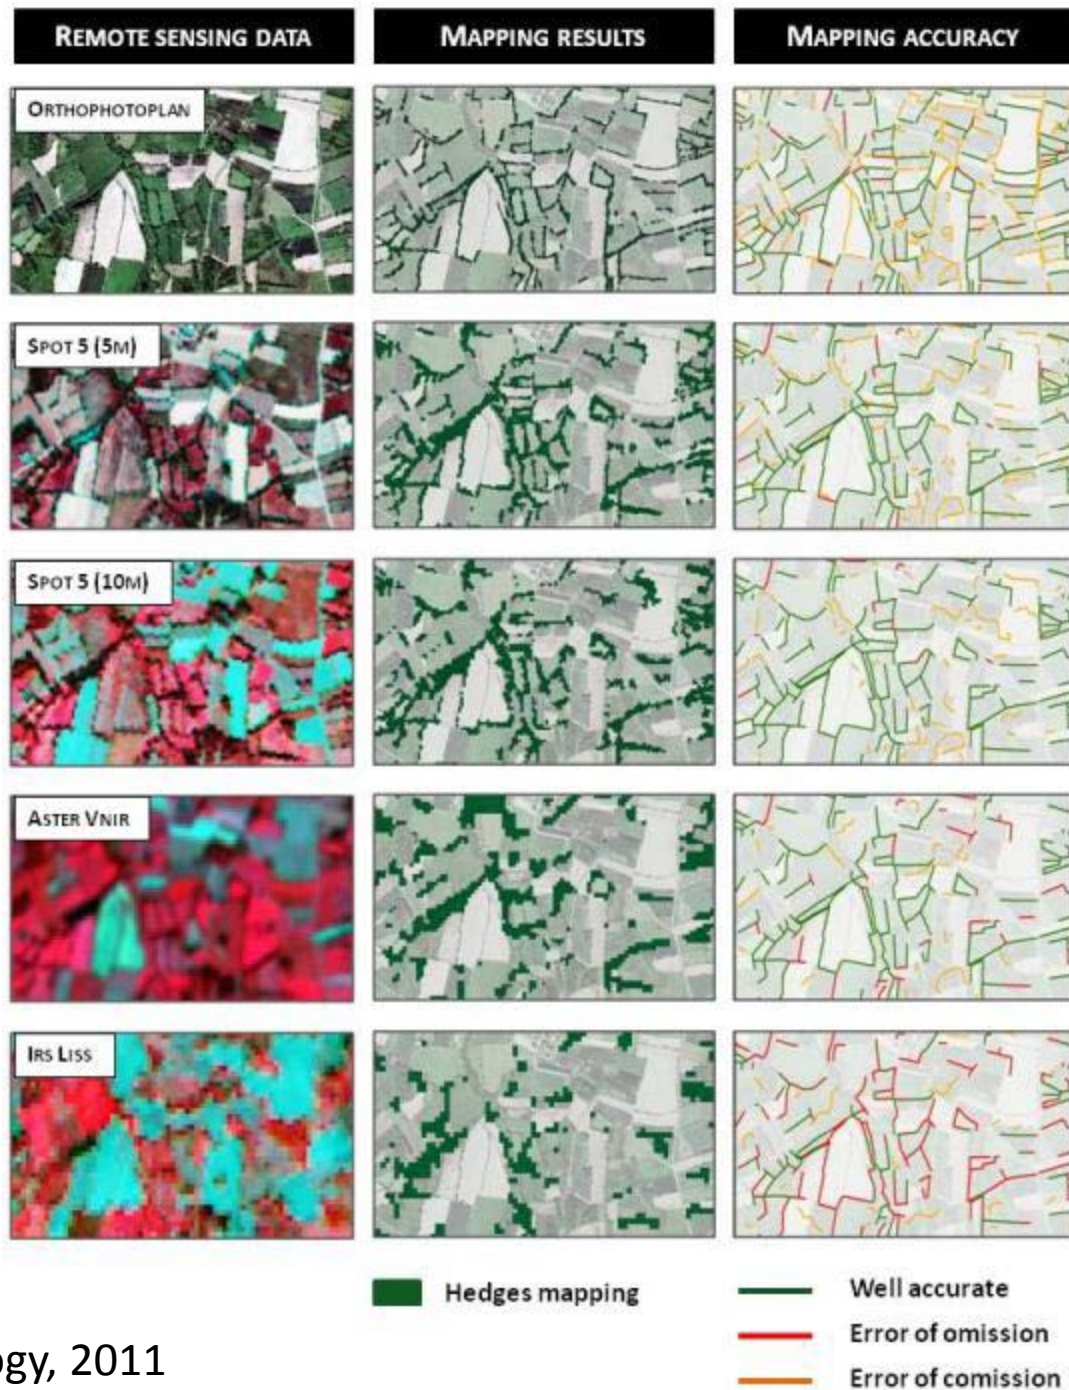 REMOTE SENSING DATA
MAPPING RESULTS
MAPPING ACCURACY
ORTHOPHOTOPLAN
SPOT 5 (5M)
SPOT 5 (10M)
ASTER VNIR
IRS LISS
Hedges mapping
Well accurate
Error of omission
Error of comission
ogy, 2011